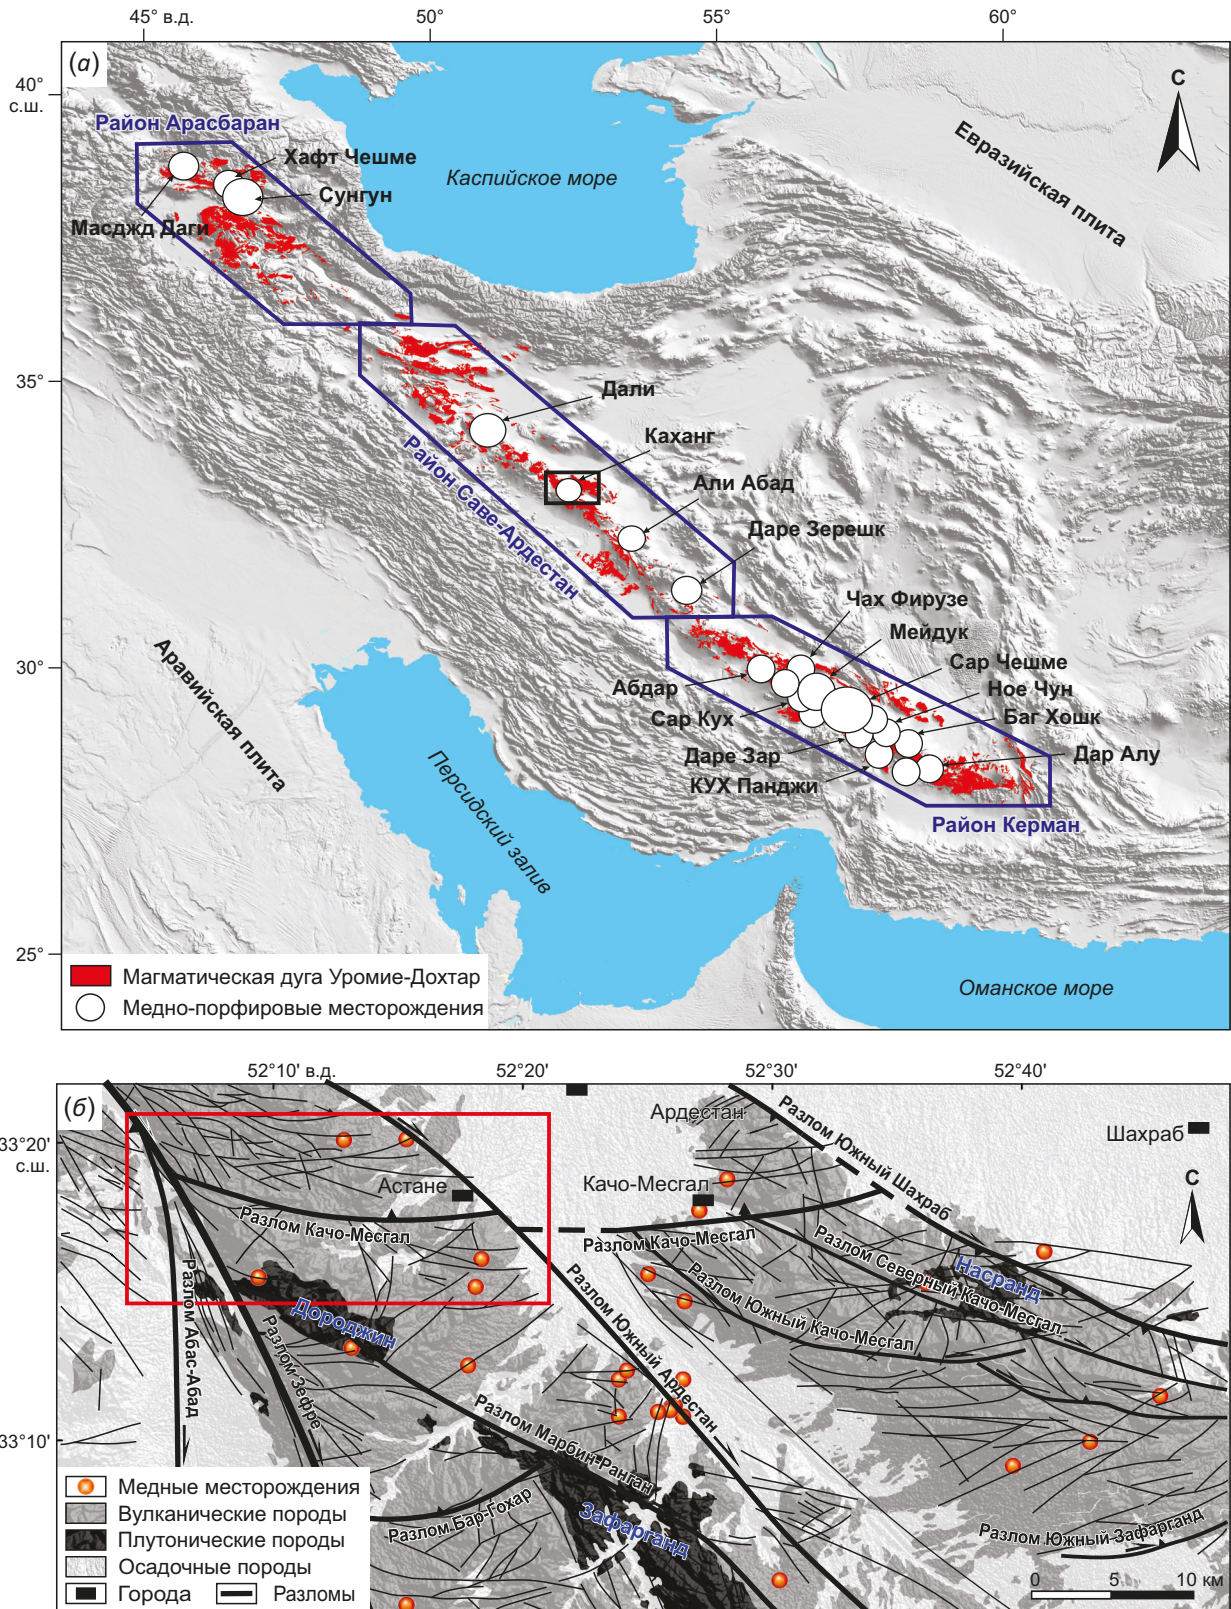 45° в.д.
50°
55°
60°
(а)
40°
с.ш.
С
Район Арасбаран
Хафт Чешме
Сунгун
Масджд Даги
Каспийское море
Евразийская плита
35°
Дали
Каханг
Али Абад
Даре Зерешк
Район Саве-Ардестан
Чах Фирузе
Мейдук
Сар Чешме
Ное Чун
Баг Хошк
Дар Алу
30°
Абдар
Сар Кух
Даре Зар
КУХ Панджи
Район Керман
Аравийская плита
Персидский залив
25°
Оманское море
Магматическая дуга Уромие-Дохтар
Медно-порфировые месторождения
52°10' в.д.
52°20'
52°30'
52°40'
(б)
33°20'
с.ш.
Ардестан
Шахраб
С
Астане
Качо-Месгал
Разлом Южный Шахраб
Разлом Качо-Месгал
Разлом Качо-Месгал
Разлом Северный Качо-Месгал
Насранд
Разлом Абас-Абад
Разлом Зефре
Дороджин
Разлом Южный Ардестан
Разлом Южный Качо-Месгал
33°10'
Разлом Марбин-Ранган
Разлом Бар-Гохар
Зафарганд
Разлом Южный Зафарганд
Медные месторождения
Вулканические породы
Плутонические породы
Осадочные породы
Города
Разломы
0 5 10 км